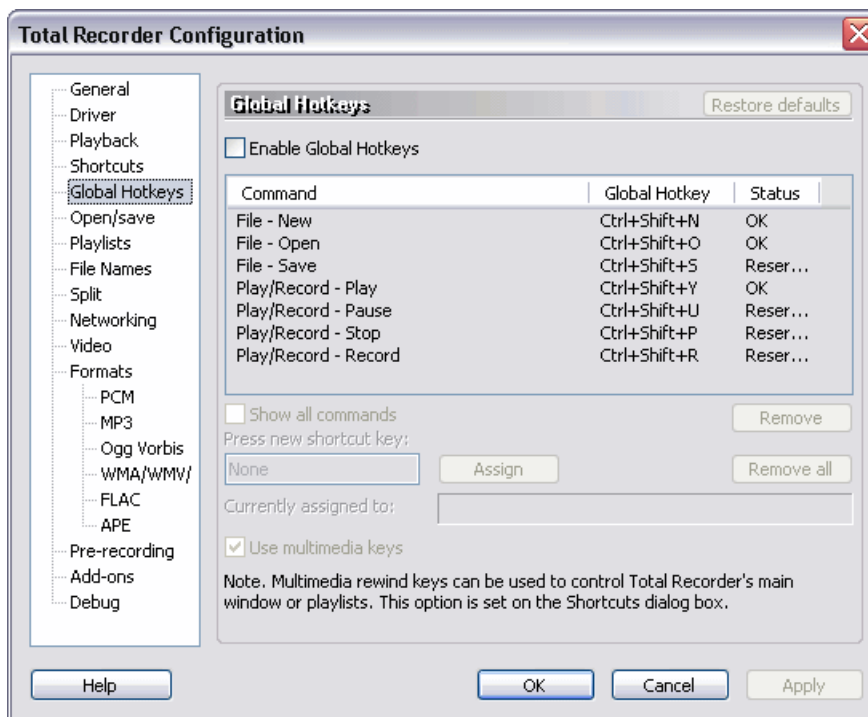 Total Recorder Configuration
General
Driver
Playback
Shortcuts
Global Hotkeys
Open/save
Playlists
File Names
Split
Networking
Video
Formats
PCM
MP3
Ogg Vorbis
WMA/WMV/
FLAC
APE
Pre-recording
Add-ons
Debug
Global Hotkeys
Restore defaults
Enable Global Hotkeys
Command Global Hotkey Status
File - New Ctrl+Shift+N OK
File - Open Ctrl+Shift+O OK
File - Save Ctrl+Shift+S Reser...
Play/Record - Play Ctrl+Shift+Y OK
Play/Record - Pause Ctrl+Shift+U Reser...
Play/Record - Stop Ctrl+Shift+P Reser...
Play/Record - Record Ctrl+Shift+R Reser...
Show all commands
Remove
Press new shortcut key:
None
Assign
Remove all
Currently assigned to:
Use multimedia keys
Note. Multimedia rewind keys can be used to control Total Recorder's main
window or playlists. This option is set on the Shortcuts dialog box.
Help
OK
Cancel
Apply